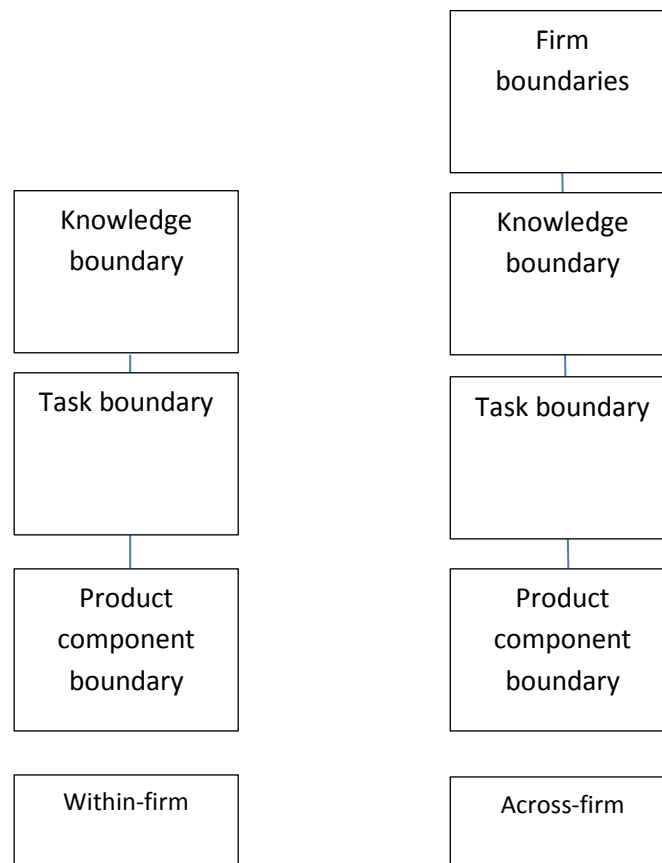 Firm
boundaries
Knowledge
boundary
Knowledge
boundary
Task boundary
Task boundary
Product
component
boundary
Product
component
boundary
Within-firm
Across-firm